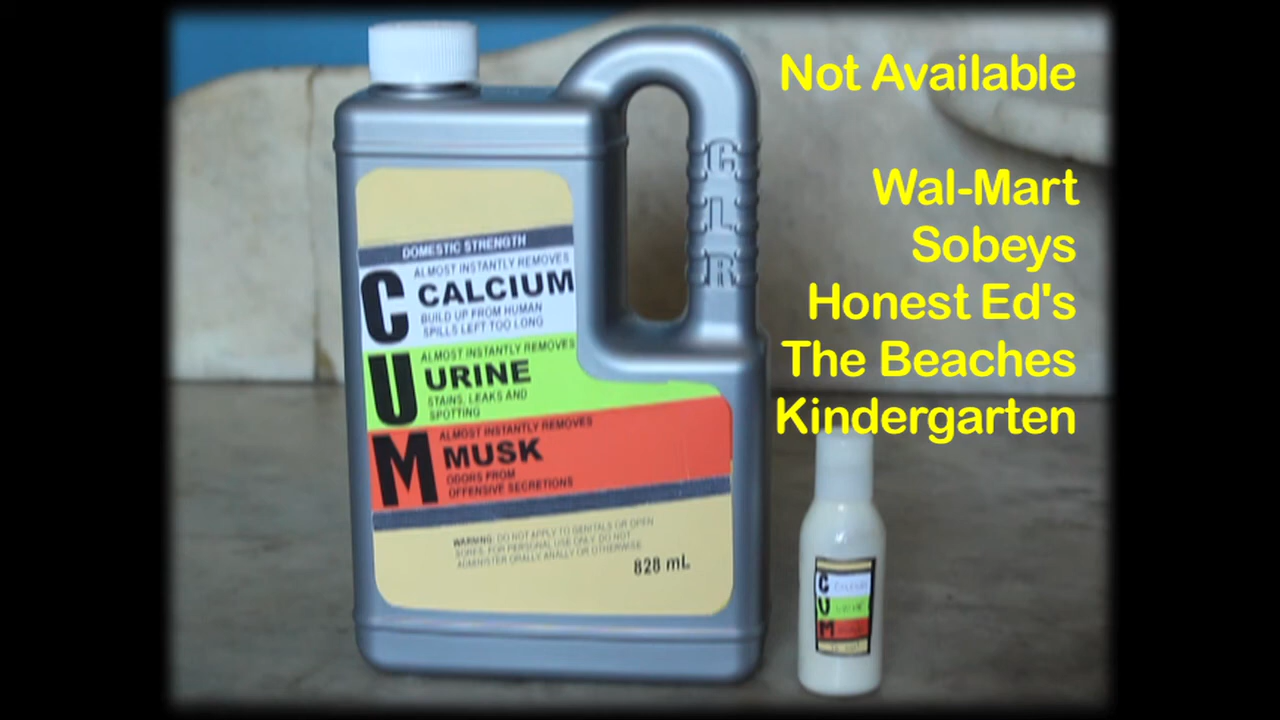 Not Available
Wal-Mart
Sobeys
Honest Ed's
The Beaches
Kindergarten
C L R
DOMESTIC STRENGTH
ALMOST INSTANTLY REMOVES
C CALCIUM
BUILD UP FROM HUMAN
SPILLS LEFT TOO LONG
ALMOST INSTANTLY REMOVES
U URINE
STAINS, LEAKS AND
SPOTTING
ALMOST INSTANTLY REMOVES
M MUSK
ODORS FROM
OFFENSIVE SECRETIONS
WARNING: DO NOT APPLY TO GENITALS OR OPEN
SORES. FOR PERSONAL USE ONLY. DO NOT
ADMINISTER ORALLY, ANALLY OR OTHERWISE
828 mL
C CALCIUM
U URINE
M